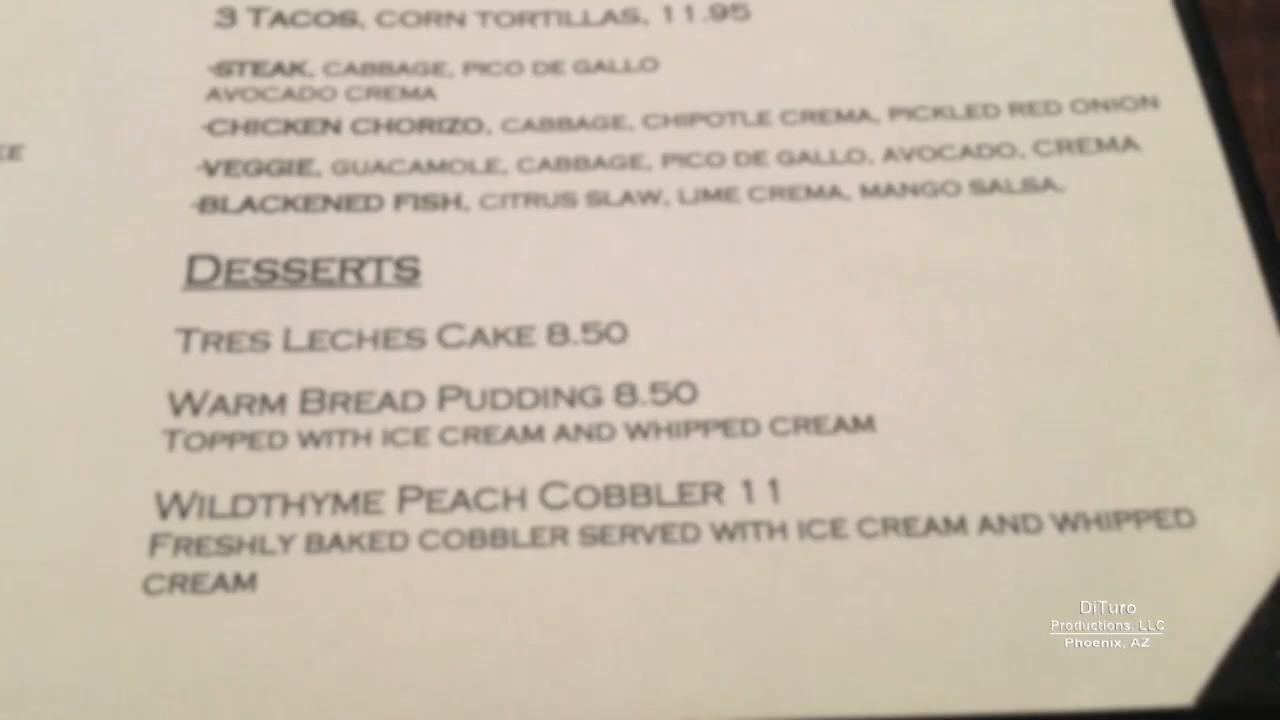 3 TACOS, CORN TORTILLAS, 11.95
-STEAK, CABBAGE, PICO DE GALLO
AVOCADO CREMA
-CHICKEN CHORIZO, CABBAGE, CHIPOTLE CREMA, PICKLED RED ONION
-VEGGIE, GUACAMOLE, CABBAGE, PICO DE GALLO, AVOCADO, CREMA
-BLACKENED FISH, CITRUS SLAW, LIME CREMA, MANGO SALSA.
DESSERTS
TRES LECHES CAKE 8.50
WARM BREAD PUDDING 8.50
TOPPED WITH ICE CREAM AND WHIPPED CREAM
WILDTHYME PEACH COBBLER 11
FRESHLY BAKED COBBLER SERVED WITH ICE CREAM AND WHIPPED
CREAM
DiTuro
Productions, LLC
Phoenix, AZ